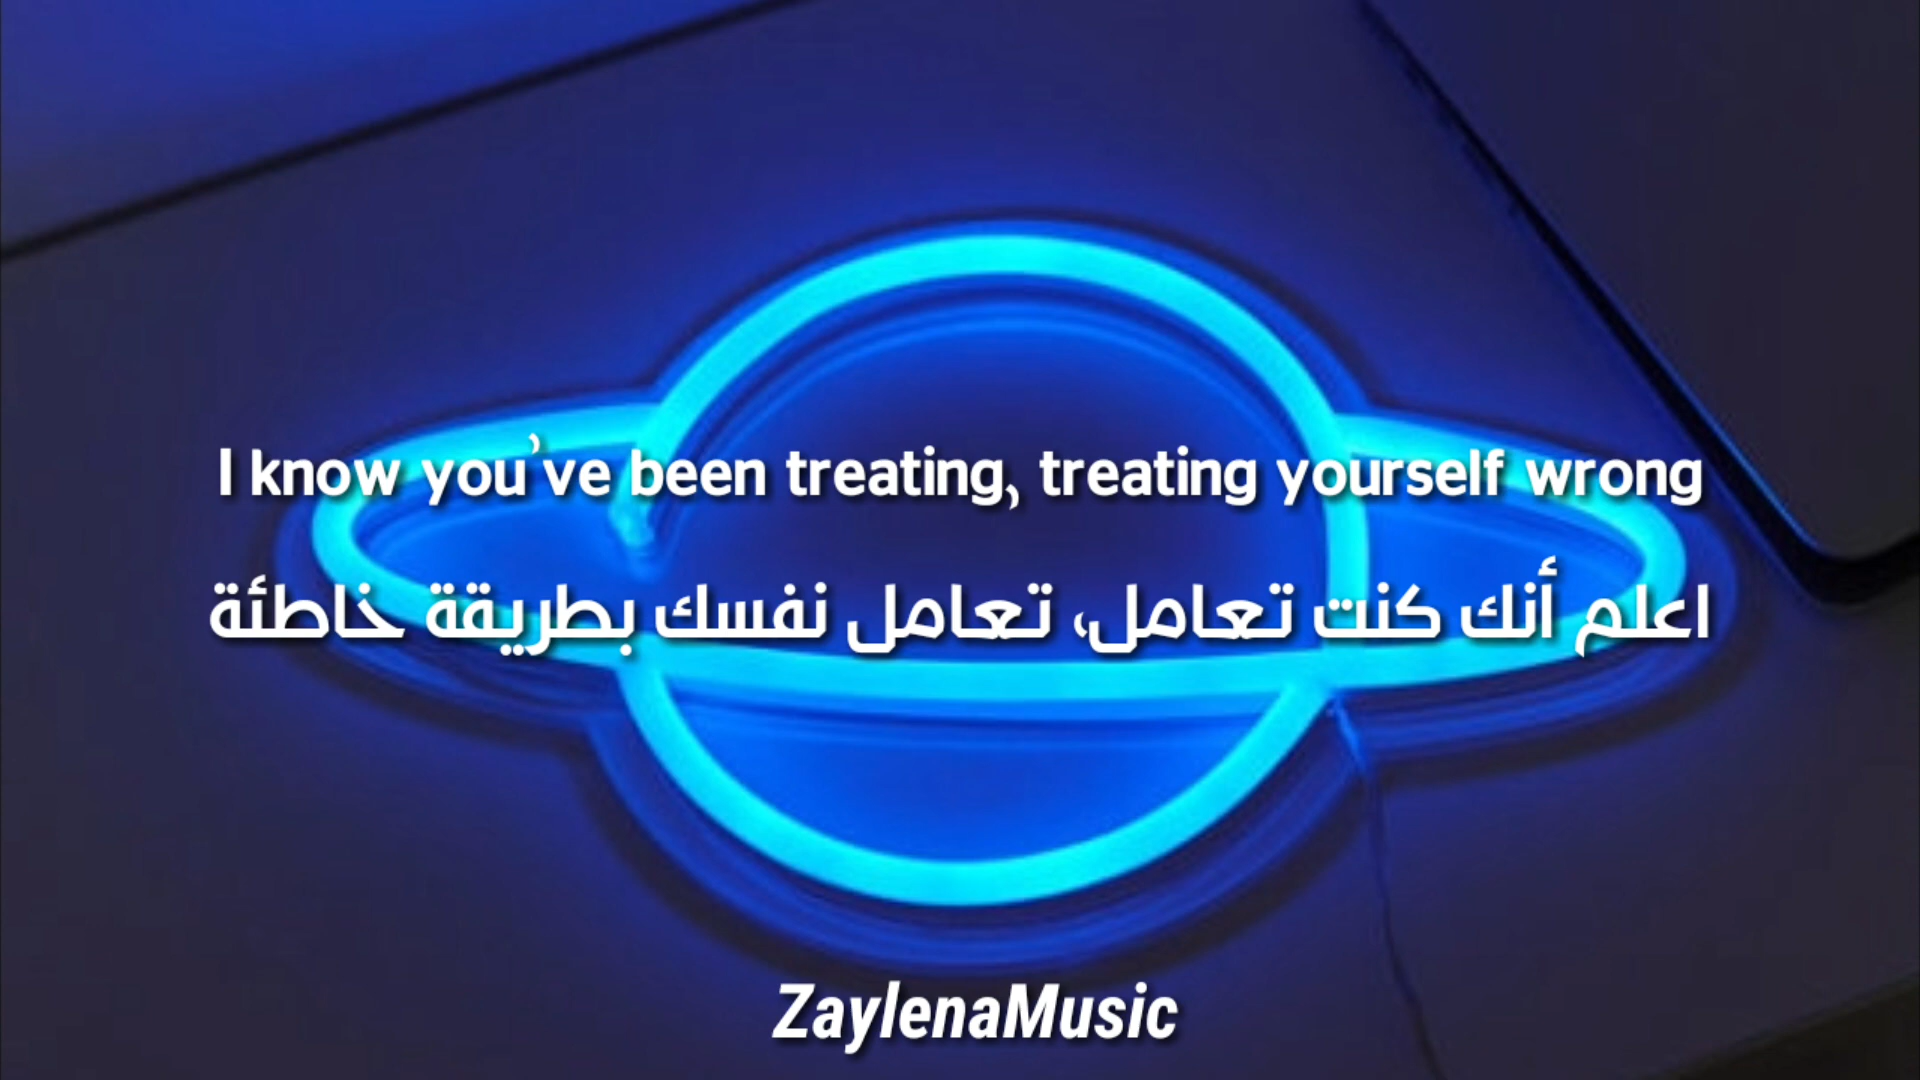 I know you've been treating, treating yourself wrong
اعلم أنك كنت تعامل، تعامل نفسك بطريقة خاطئة
ZaylenaMusic